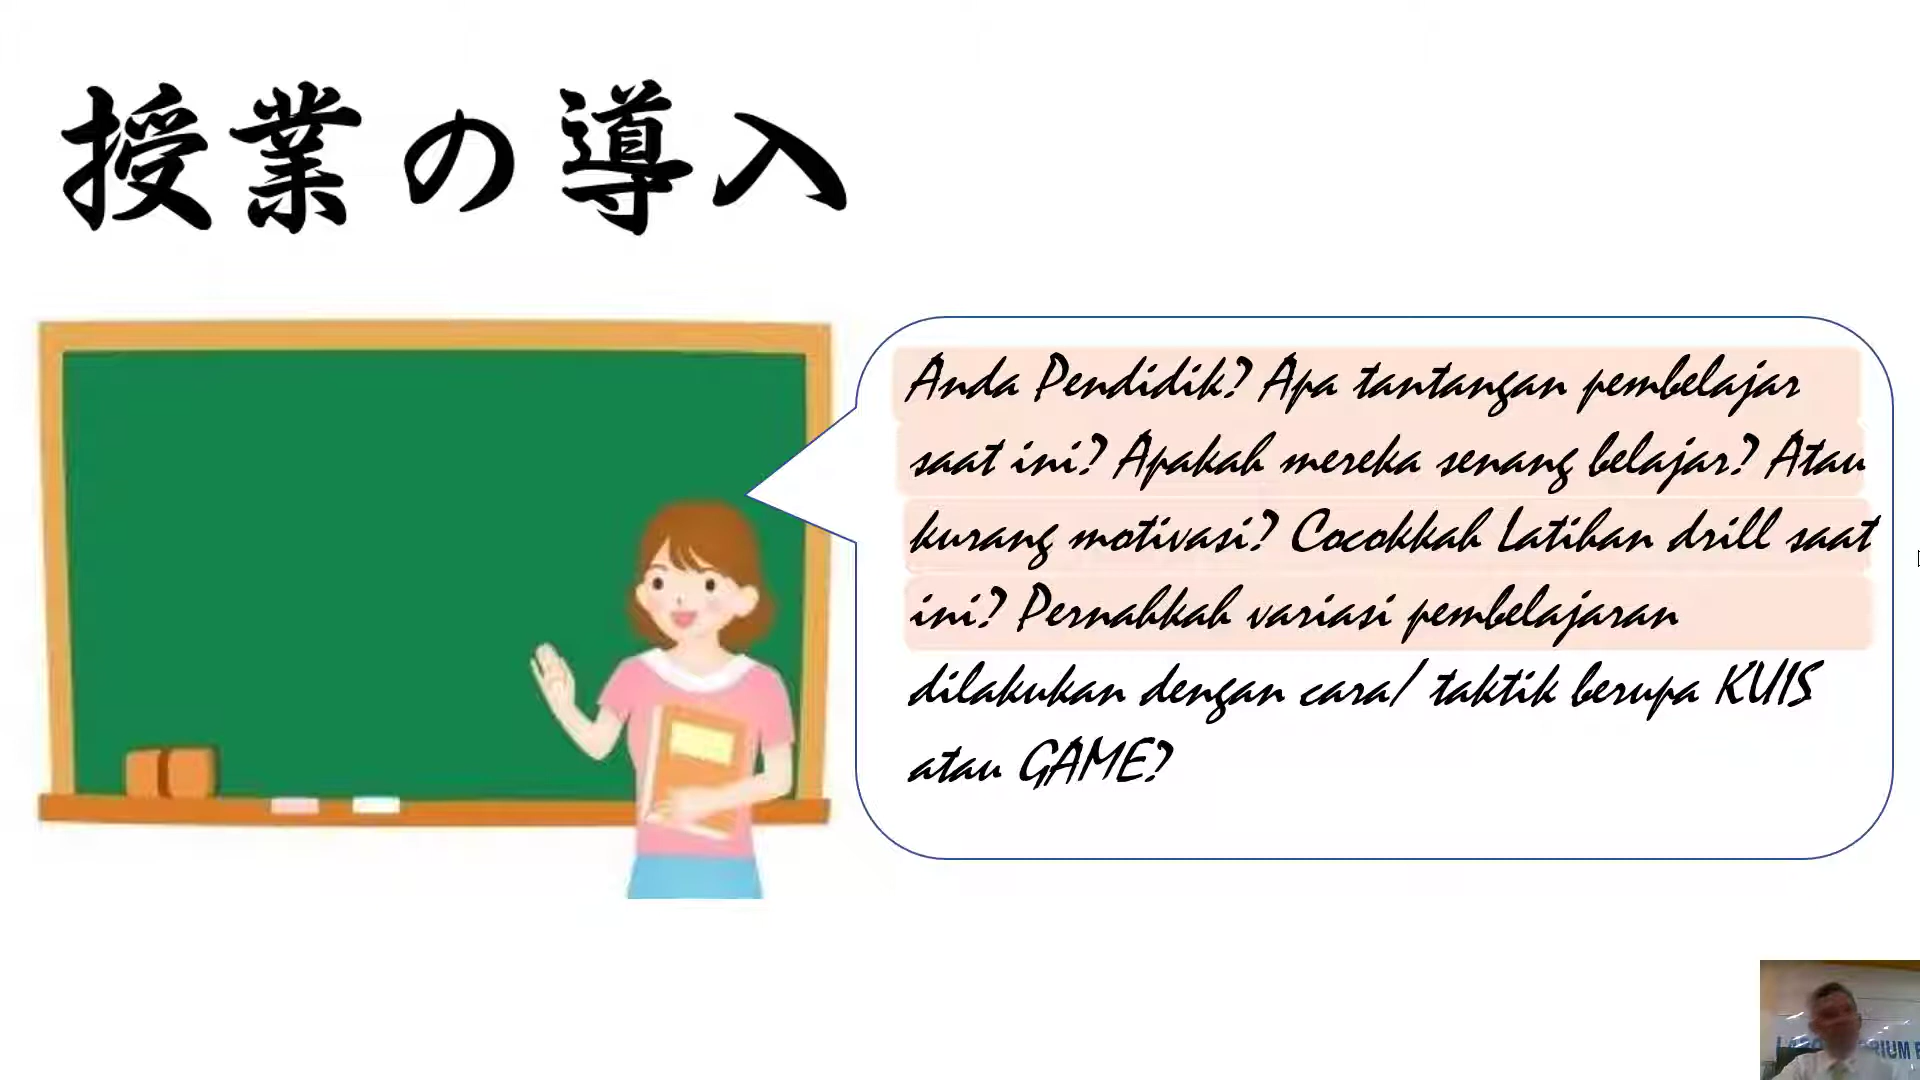 授業の導入
Anda Pendidik? Apa tantangan pembelajar
saat ini? Apakah mereka senang belajar? Atau
kurang motivasi? Cocokkah Latihan drill saat
ini? Pernahkah variasi pembelajaran
dilakukan dengan cara/ taktik berupa KUIS
atau GAME?